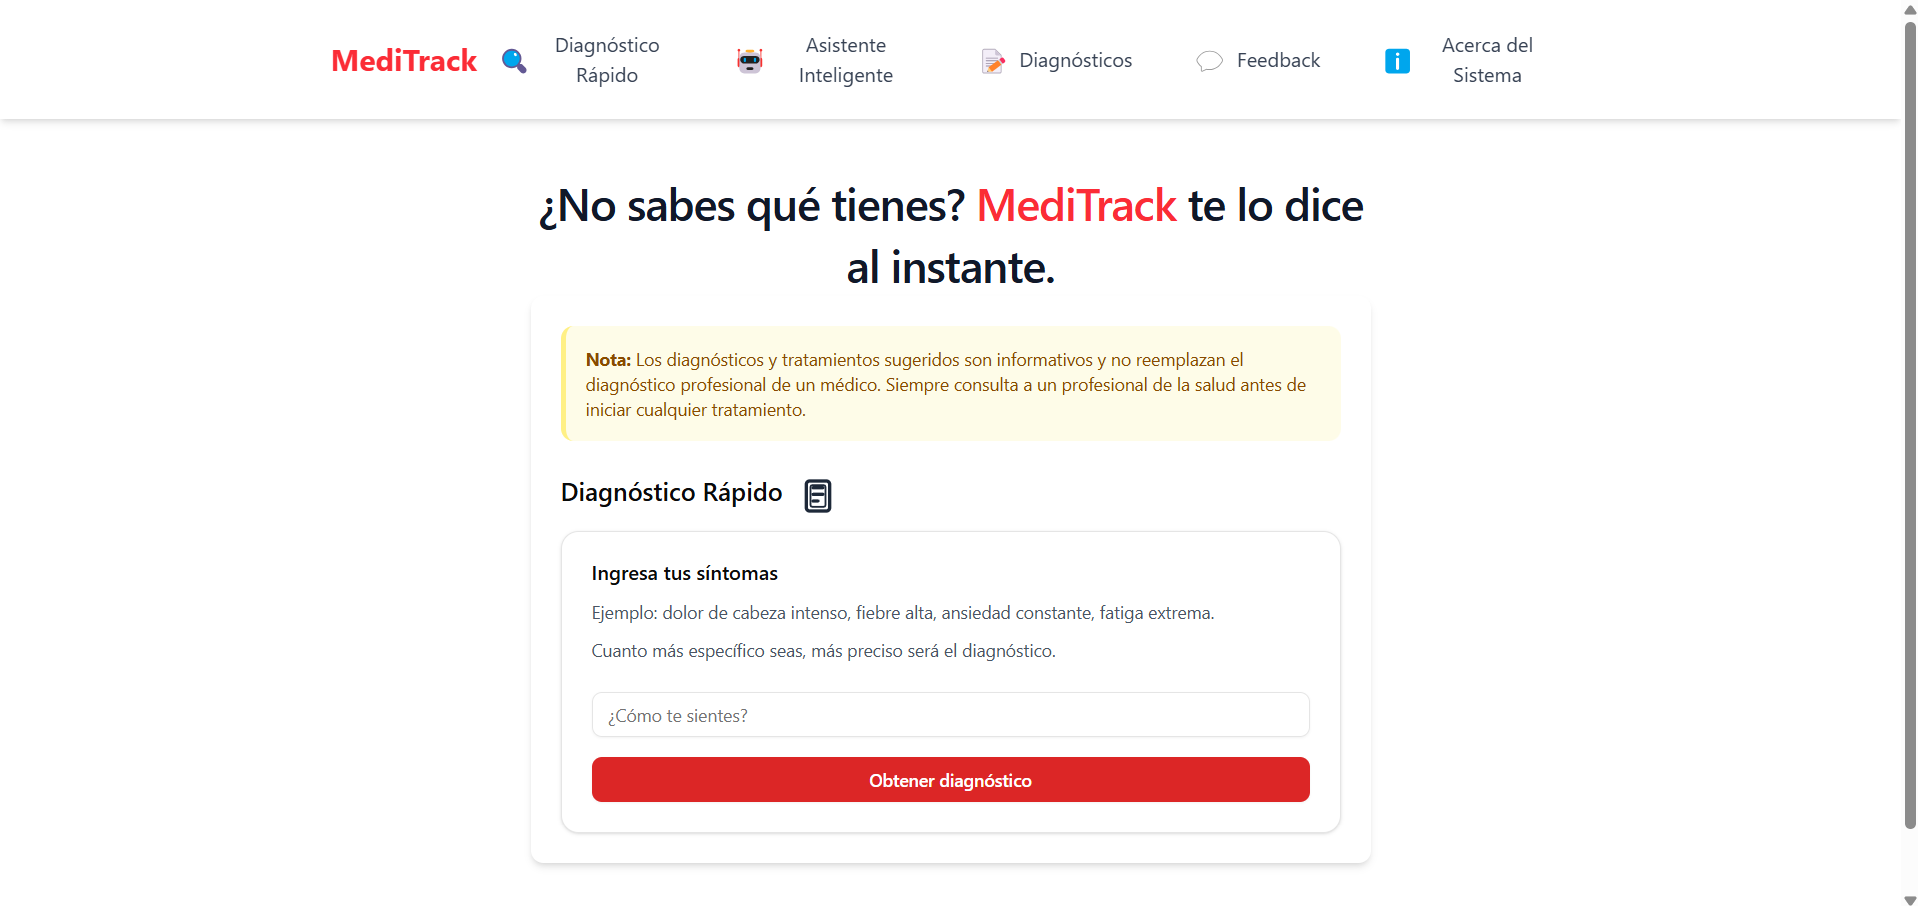 MediTrack
Diagnóstico
Rápido
Asistente
Inteligente
Diagnósticos
Feedback
Acerca del
Sistema
¿No sabes qué tienes? MediTrack te lo dice
al instante.
Nota: Los diagnósticos y tratamientos sugeridos son informativos y no reemplazan el
diagnóstico profesional de un médico. Siempre consulta a un profesional de la salud antes de
iniciar cualquier tratamiento.
Diagnóstico Rápido
Ingresa tus síntomas
Ejemplo: dolor de cabeza intenso, fiebre alta, ansiedad constante, fatiga extrema.
Cuanto más específico seas, más preciso será el diagnóstico.
¿Cómo te sientes?
Obtener diagnóstico